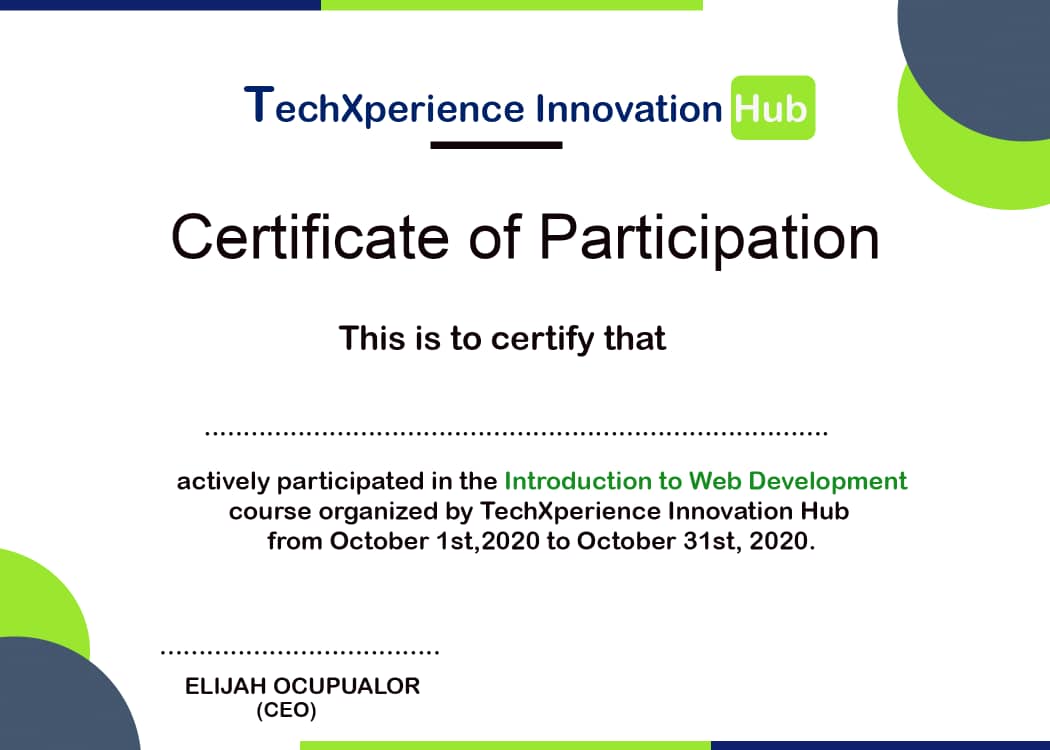 TechXperience Innovation Hub
Certificate of Participation
This is to certify that
................................................................................
actively participated in the Introduction to Web Development
course organized by TechXperience Innovation Hub
from October 1st,2020 to October 31st, 2020.
....................................
ELIJAH OCUPUALOR
(CEO)